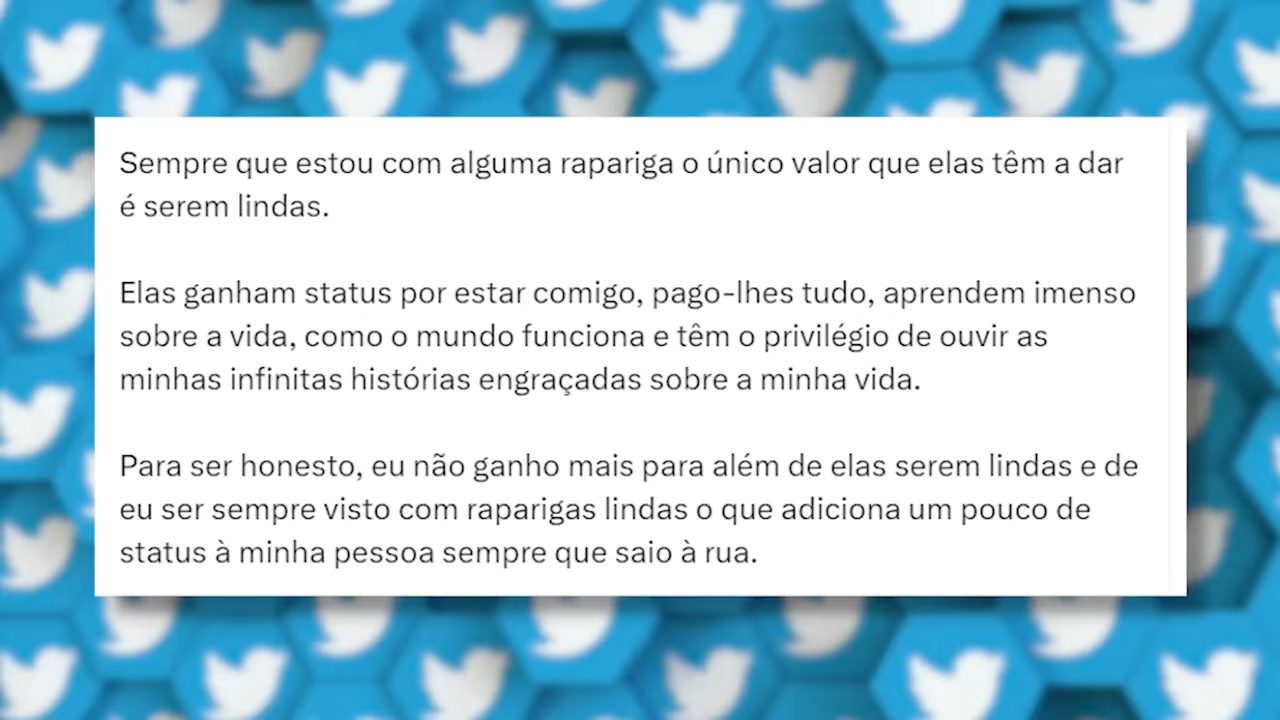 Sempre que estou com alguma rapariga o único valor que elas têm a dar
é serem lindas.
Elas ganham status por estar comigo, pago-lhes tudo, aprendem imenso
sobre a vida, como o mundo funciona e têm o privilégio de ouvir as
minhas infinitas histórias engraçadas sobre a minha vida.
Para ser honesto, eu não ganho mais para além de elas serem lindas e de
eu ser sempre visto com raparigas lindas o que adiciona um pouco de
status à minha pessoa sempre que saio à rua.